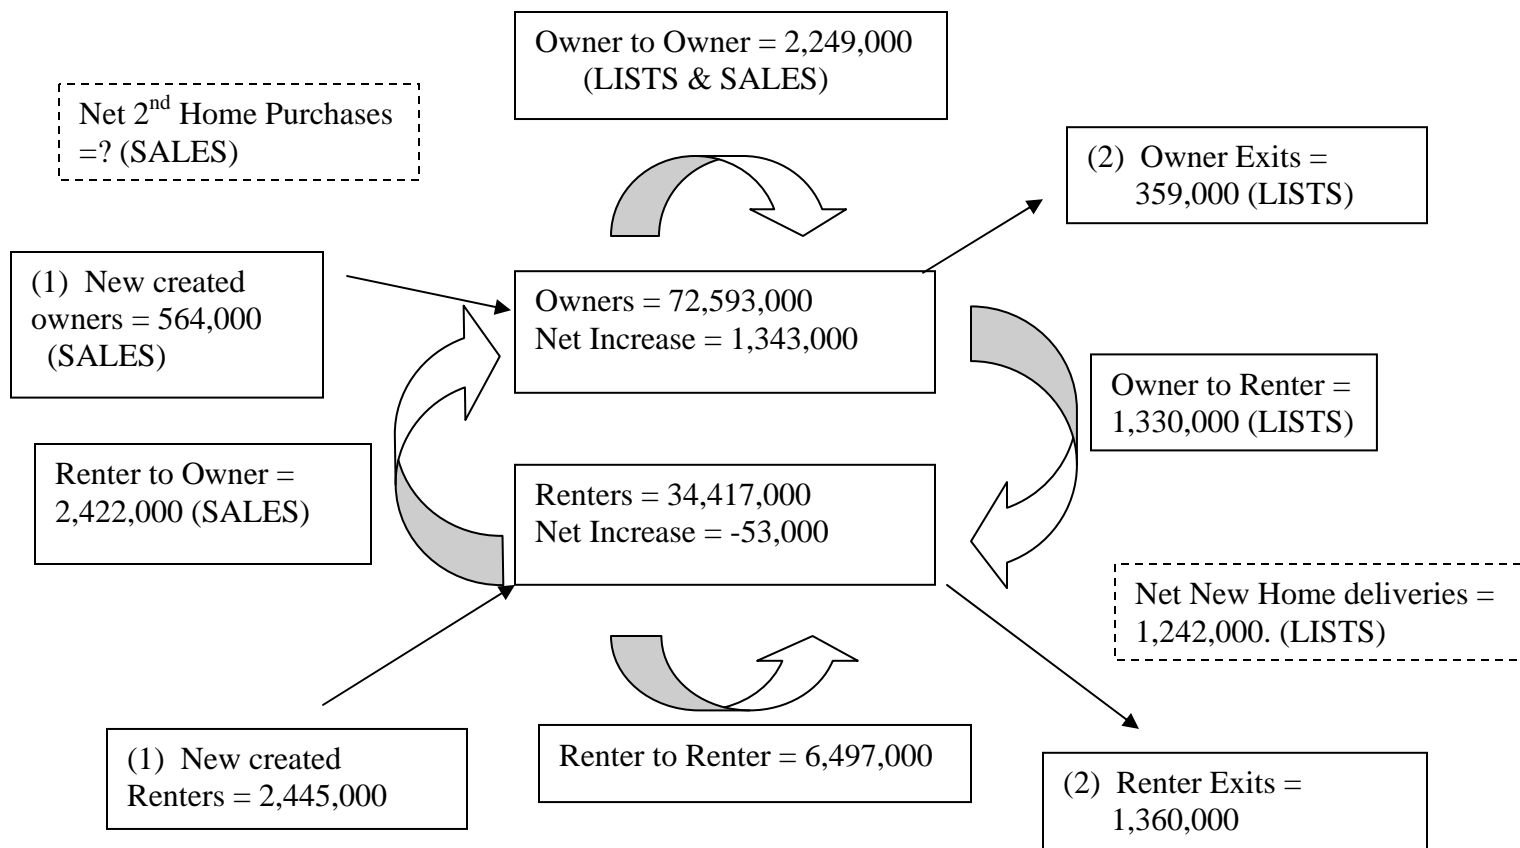 Owner to Owner = 2,249,000
(LISTS & SALES)
Net 2nd Home Purchases
=? (SALES)
(2) Owner Exits =
359,000 (LISTS)
(1) New created
owners = 564,000
(SALES)
Owners = 72,593,000
Net Increase = 1,343,000
Owner to Renter =
1,330,000 (LISTS)
Renter to Owner =
2,422,000 (SALES)
Renters = 34,417,000
Net Increase = -53,000
Net New Home deliveries =
1,242,000. (LISTS)
(1) New created
Renters = 2,445,000
Renter to Renter = 6,497,000
(2) Renter Exits =
1,360,000